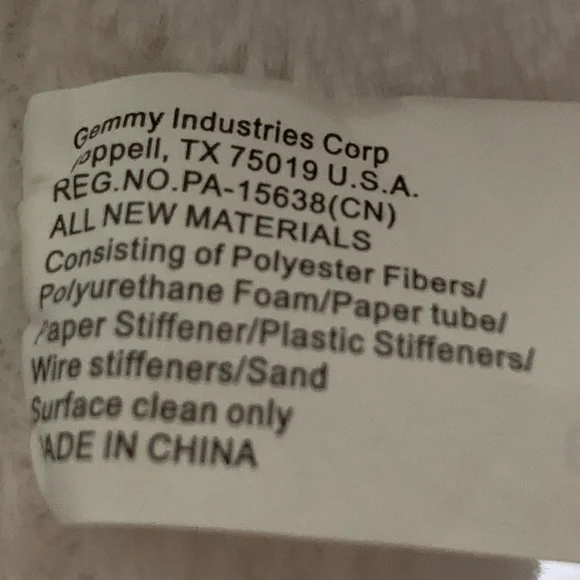 Gemmy Industries Corp
oppell, TX 75019 U.S.A.
REG.NO.PA-15638(CN)
ALL NEW MATERIALS
Consisting of Polyester Fibers/
Polyurethane Foam/Paper tube/
Paper Stiffener/Plastic Stiffeners/
Wire stiffeners/Sand
Surface clean only
ADE IN CHINA